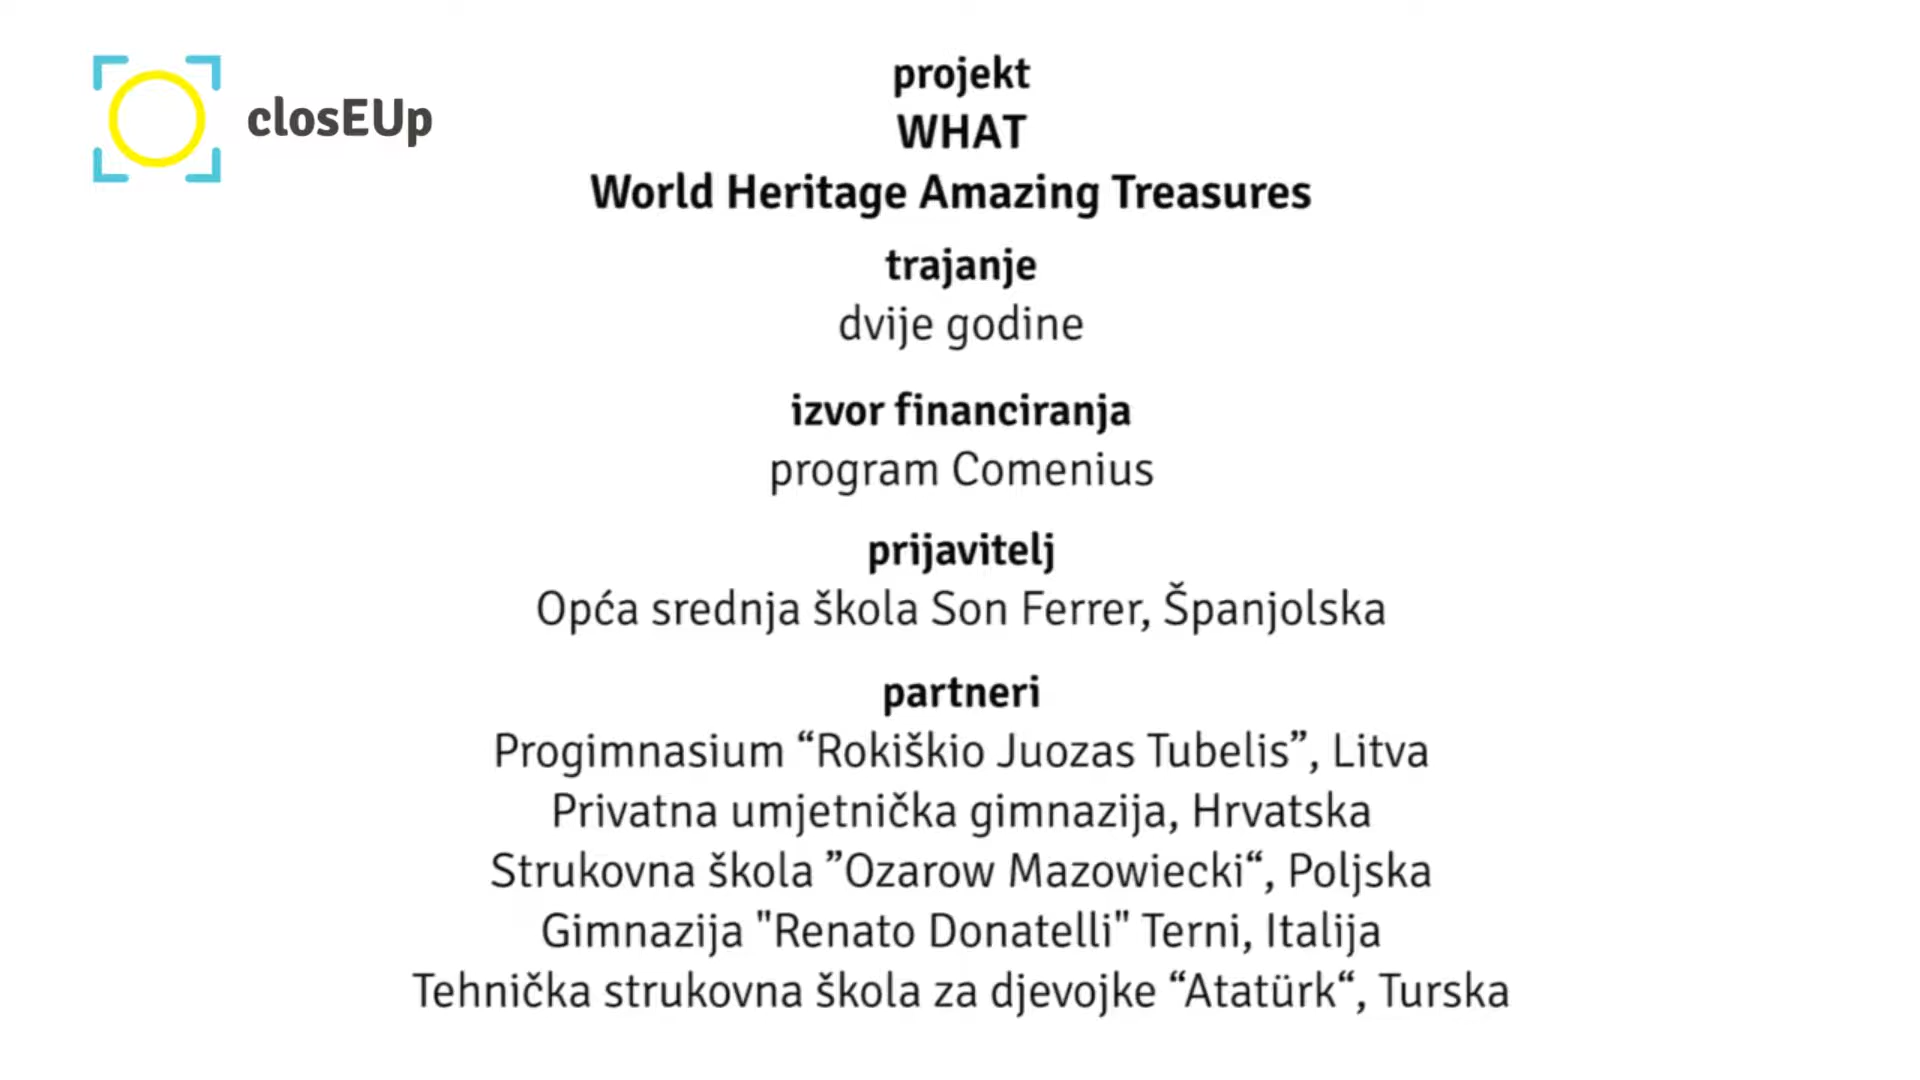 closEUp
projekt
WHAT
World Heritage Amazing Treasures
trajanje
dvije godine
izvor financiranja
program Comenius
prijavitelj
Opća srednja škola Son Ferrer, Španjolska
partneri
Progimnasium “Rokiškio Juozas Tubelis”, Litva
Privatna umjetnička gimnazija, Hrvatska
Strukovna škola ”Ozarow Mazowiecki“, Poljska
Gimnazija "Renato Donatelli" Terni, Italija
Tehnička strukovna škola za djevojke “Atatürk“, Turska